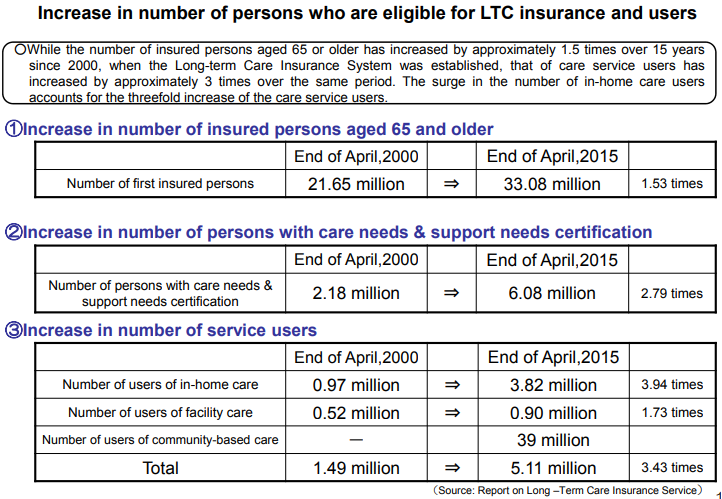 Increase in number of persons who are eligible for LTC insurance and users
○While the number of insured persons aged 65 or older has increased by approximately 1.5 times over 15 years
since 2000, when the Long-term Care Insurance System was established, that of care service users has
increased by approximately 3 times over the same period. The surge in the number of in-home care users
accounts for the threefold increase of the care service users.
①Increase in number of insured persons aged 65 and older
End of April,2000 End of April,2015
Number of first insured persons 21.65 million ⇒ 33.08 million 1.53 times
②Increase in number of persons with care needs & support needs certification
End of April,2000 End of April,2015
Number of persons with care needs &
support needs certification 2.18 million ⇒ 6.08 million 2.79 times
③Increase in number of service users
End of April,2000 End of April,2015
Number of users of in-home care 0.97 million ⇒ 3.82 million 3.94 times
Number of users of facility care 0.52 million ⇒ 0.90 million 1.73 times
Number of users of community-based care － 39 million
Total 1.49 million ⇒ 5.11 million 3.43 times
（Source: Report on Long –Term Care Insurance Service）